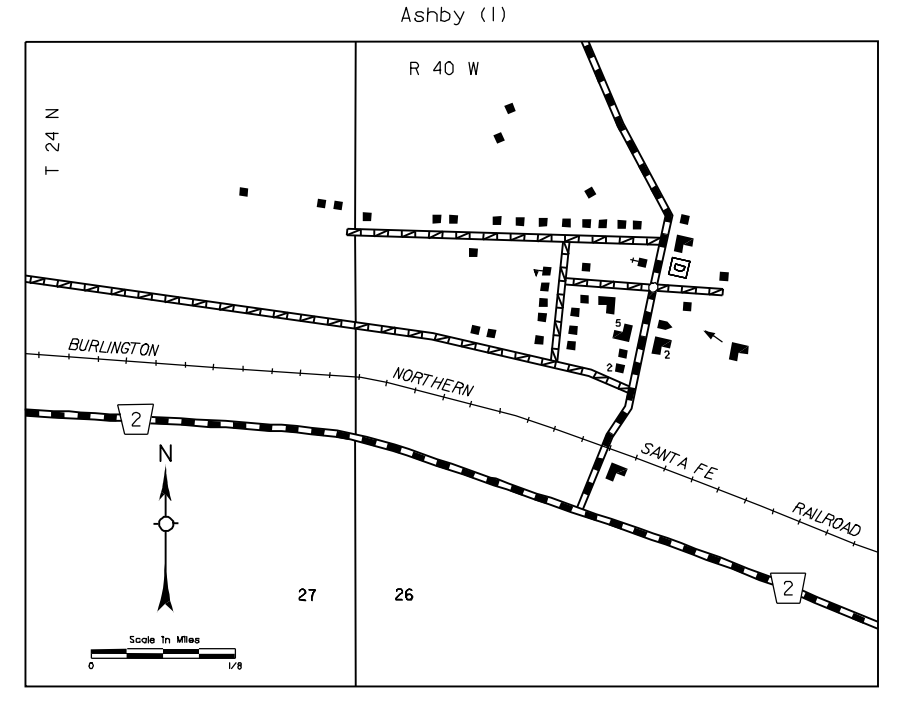 Ashby (I)
R 40 W
T 24 N
5
2
2
BURLINGTON
NORTHERN
SANTA FE
RAILROAD
2
N
2
27
26
Scale In Miles
0
1/8